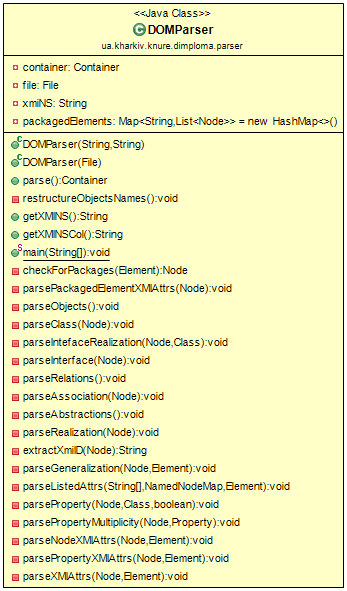 <<Java Class>>
DOMParser
ua.kharkiv.knure.dimploma.parser
container: Container
file: File
xmiNS: String
packagedElements: Map<String,List<Node>> = new HashMap<>()
DOMParser(String,String)
DOMParser(File)
parse():Container
restructureObjectsNames():void
getXMINS():String
getXMINSCol():String
main(String[]):void
checkForPackages(Element):Node
parsePackagedElementXMIAttrs(Node):void
parseObjects():void
parseClass(Node):void
parseIntefaceRealization(Node,Class):void
parseInterface(Node):void
parseRelations():void
parseAssociation(Node):void
parseAbstractions():void
parseRealization(Node):void
extractXmiID(Node):String
parseGeneralization(Node,Element):void
parseListedAttrs(String[],NamedNodeMap,Element):void
parseProperty(Node,Class,boolean):void
parsePropertyMultiplicity(Node,Property):void
parseNodeXMIAttrs(Node,Element):void
parsePropertyXMIAttrs(Node,Element):void
parseXMIAttrs(Node,Element):void